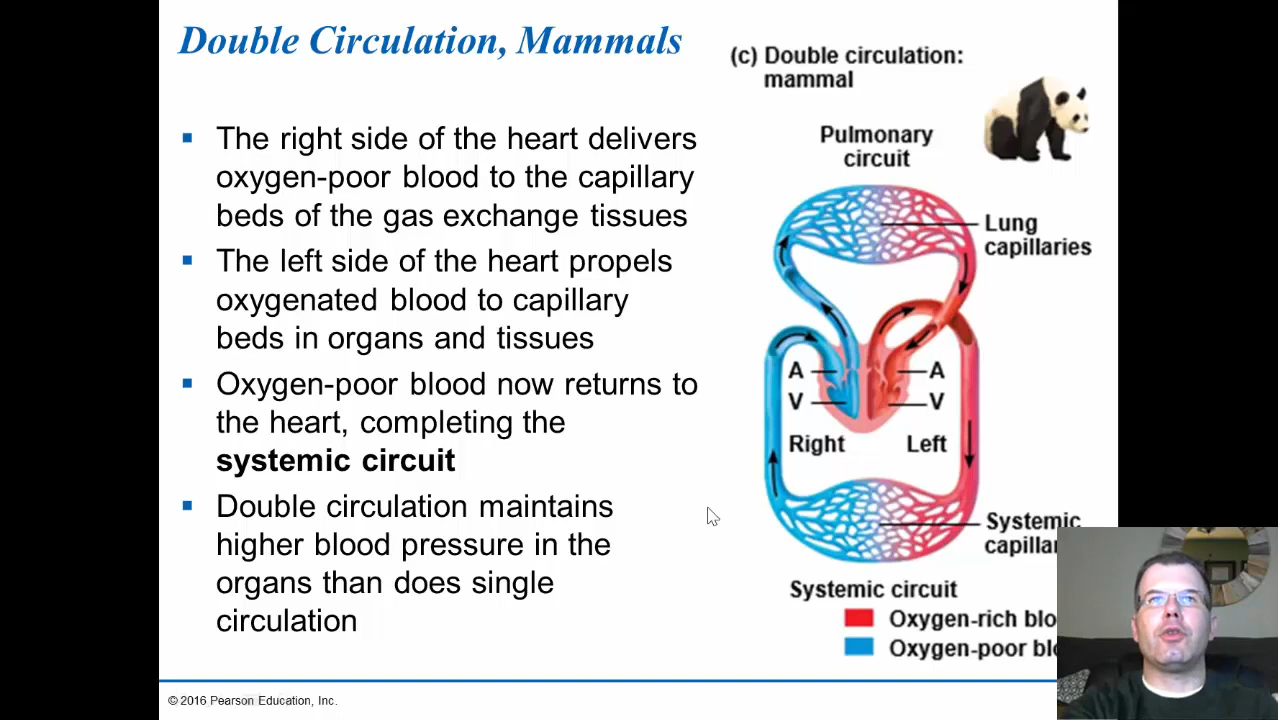 Double Circulation, Mammals
The right side of the heart delivers
oxygen-poor blood to the capillary
beds of the gas exchange tissues
The left side of the heart propels
oxygenated blood to capillary
beds in organs and tissues
Oxygen-poor blood now returns to
the heart, completing the
systemic circuit
Double circulation maintains
higher blood pressure in the
organs than does single
circulation
(c) Double circulation:
mammal
Pulmonary
circuit
Lung
capillaries
A
A
V
V
Right
Left
Systemic
Systemic circuit
Oxygen-rich
Oxygen-poor
© 2016 Pearson Education, Inc.